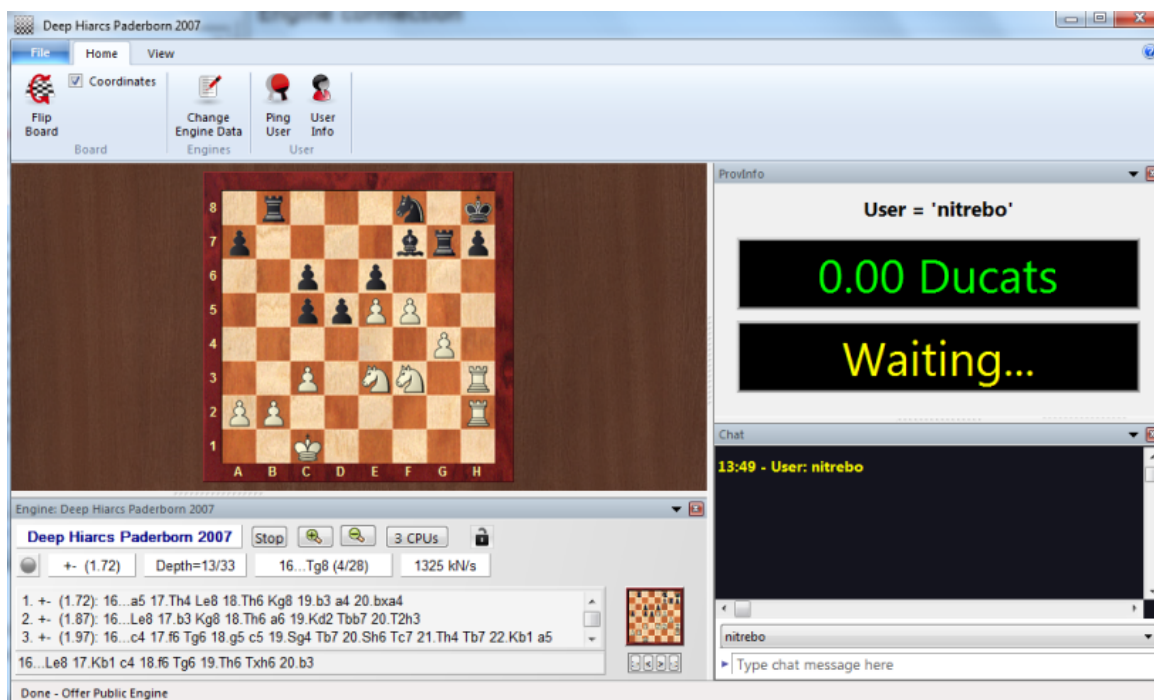 Engine connection
Deep Hiarcs Paderborn 2007
File Home View
Coordinates
Flip Board
Change Engine Data
Ping User
User Info
Board Engines User
ProvInfo
User = 'nitrebo'
0.00 Ducats
Waiting...
8
7
6
5
4
3
2
1
A B C D E F G H
Chat
13:49 - User: nitrebo
Engine: Deep Hiarcs Paderborn 2007
Deep Hiarcs Paderborn 2007 Stop 3 CPUs
+- (1.72) Depth=13/33 16...Tg8 (4/28) 1325 kN/s
1. +- (1.72): 16...a5 17.Th4 Le8 18.Th6 Kg8 19.b3 a4 20.bxa4
2. +- (1.87): 16...Le8 17.b3 Kg8 18.Th6 a6 19.Kd2 Tbb7 20.T2h3
3. +- (1.97): 16...c4 17.f6 Tg6 18.g5 c5 19.Sg4 Tb7 20.Sh6 Tc7 21.Th4 Tb7 22.Kb1 a5
16...Le8 17.Kb1 c4 18.f6 Tg6 19.Th6 Txh6 20.b3
nitrebo
Type chat message here
Done - Offer Public Engine